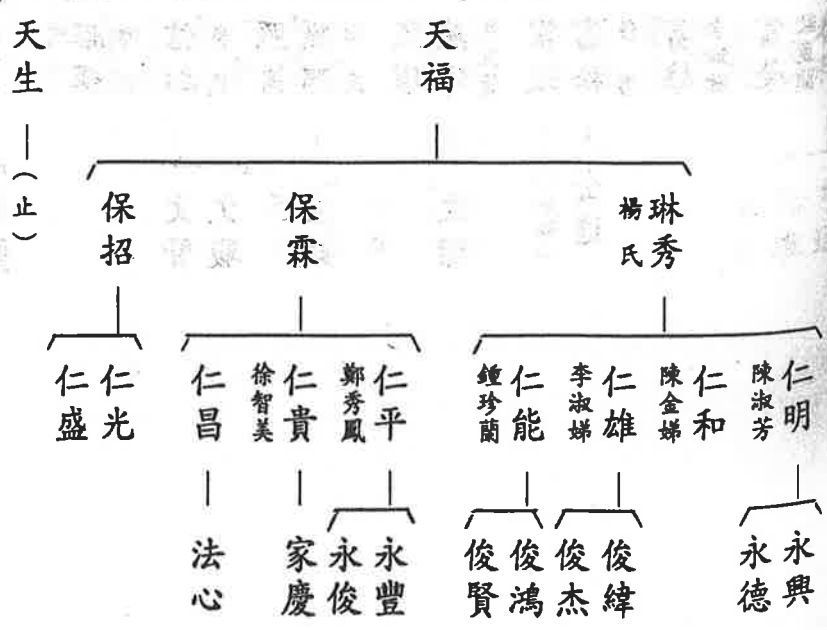 天福
天生
(止)
琳秀
楊氏
保霖
保招
仁明
陳淑芳
仁和
陳金娣
仁雄
李淑娣
仁能
鍾珍蘭
仁平
鄭秀鳳
仁貴
徐智美
仁昌
仁光
仁盛
永興
永德
俊緯
俊杰
俊鴻
俊賢
永豐
永俊
家慶
法心